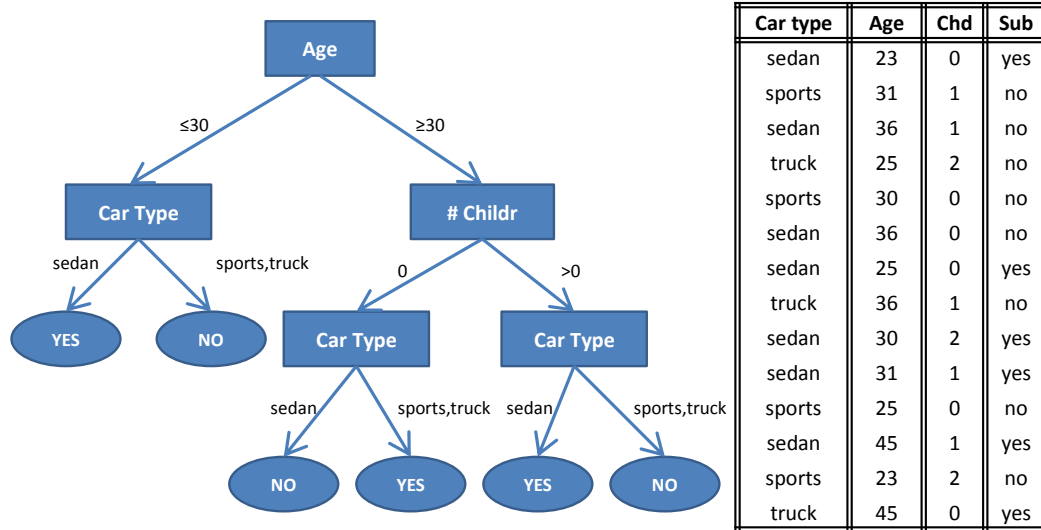 Age
≤30
≥30
Car Type
# Childr
sedan
sports,truck
0
>0
YES
NO
Car Type
Car Type
sedan
sports,truck
sedan
sports,truck
NO
YES
YES
NO
Car type Age Chd Sub
sedan 23 0 yes
sports 31 1 no
sedan 36 1 no
truck 25 2 no
sports 30 0 no
sedan 36 0 no
sedan 25 0 yes
truck 36 1 no
sedan 30 2 yes
sedan 31 1 yes
sports 25 0 no
sedan 45 1 yes
sports 23 2 no
truck 45 0 yes